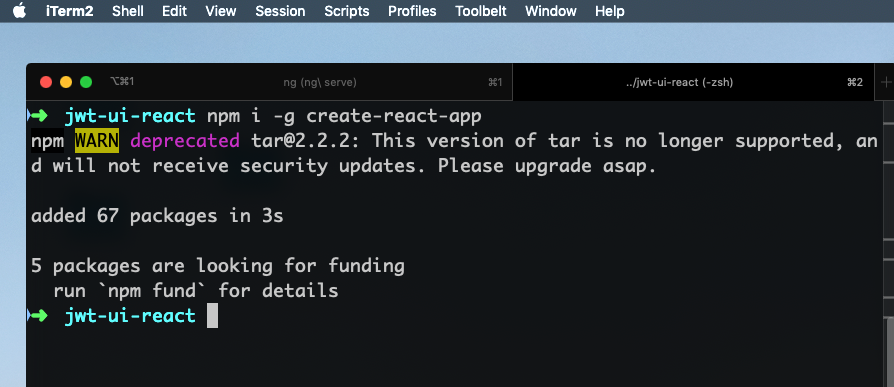 iTerm2 Shell Edit View Session Scripts Profiles Toolbelt Window Help
⌥⌘1 ng (ng\ serve) ⌘1 ../jwt-ui-react (-zsh) ⌘2 +
➜ jwt-ui-react npm i -g create-react-app
npm WARN deprecated tar@2.2.2: This version of tar is no longer supported, an
d will not receive security updates. Please upgrade asap.
added 67 packages in 3s
5 packages are looking for funding
run `npm fund` for details
➜ jwt-ui-react